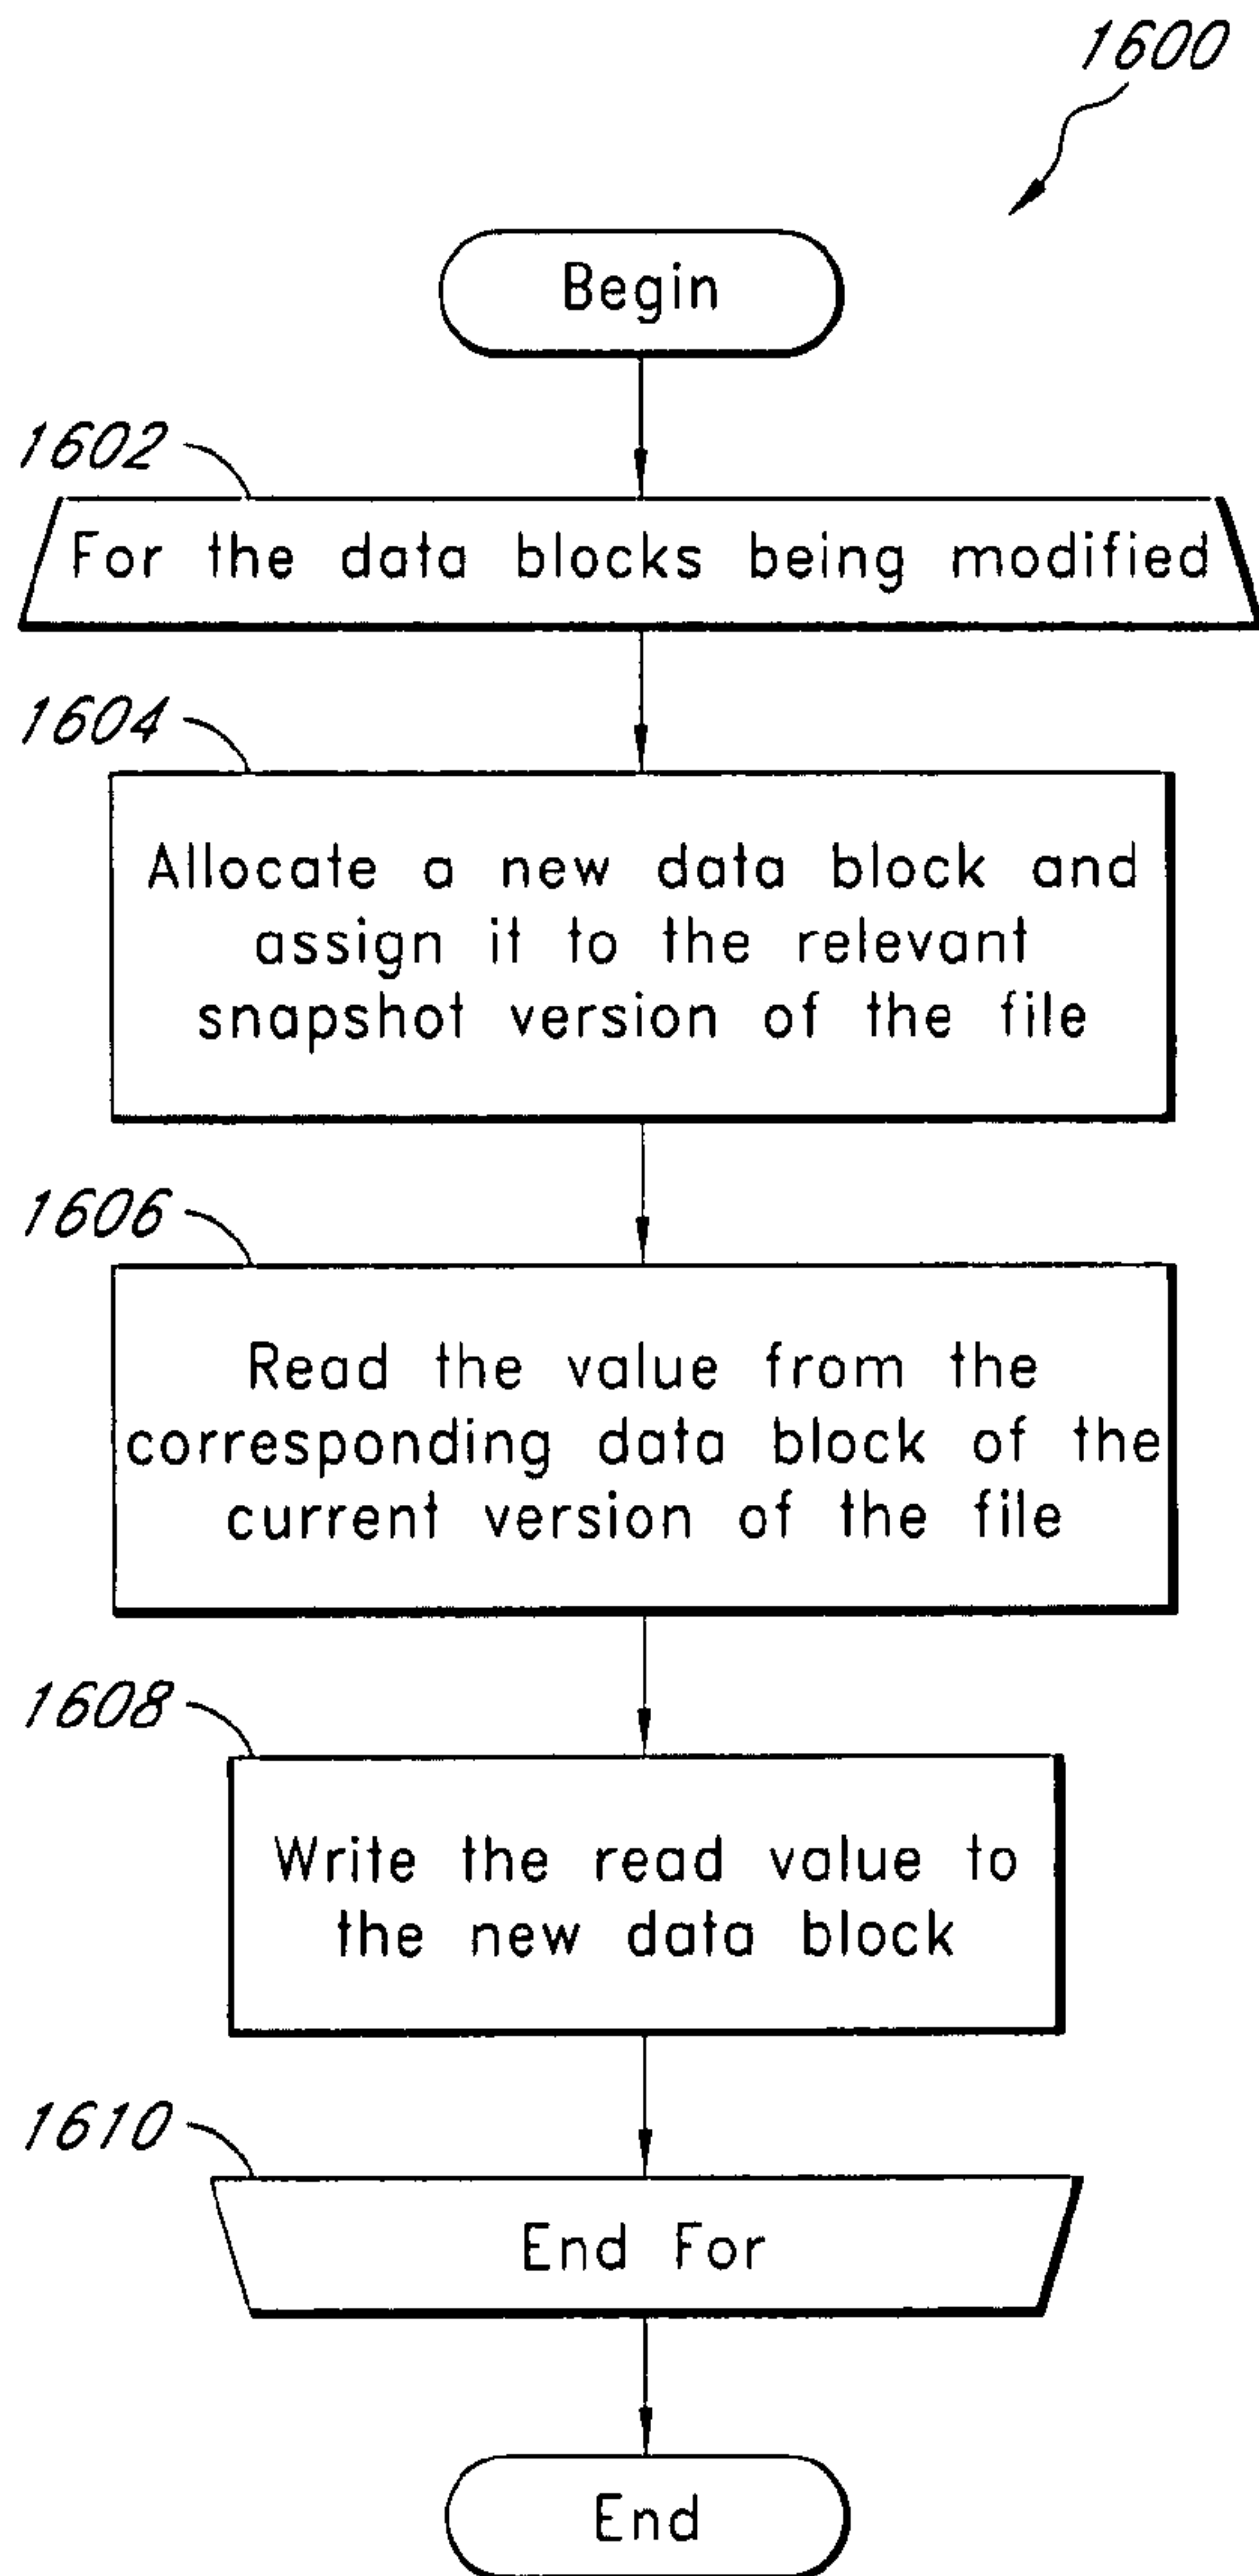 1600
Begin
1602
For the data blocks being modified
1604
Allocate a new data block and
assign it to the relevant
snapshot version of the file
1606
Read the value from the
corresponding data block of the
current version of the file
1608
Write the read value to
the new data block
1610
End For
End